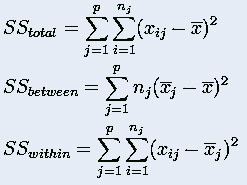 $SS_{total} = \sum_{j=1}^{p} \sum_{i=1}^{n_j} (x_{ij} - \overline{x})^2$
$SS_{between} = \sum_{j=1}^{p} n_j (\overline{x}_j - \overline{x})^2$
$SS_{within} = \sum_{j=1}^{p} \sum_{i=1}^{n_j} (x_{ij} - \overline{x}_j)^2$